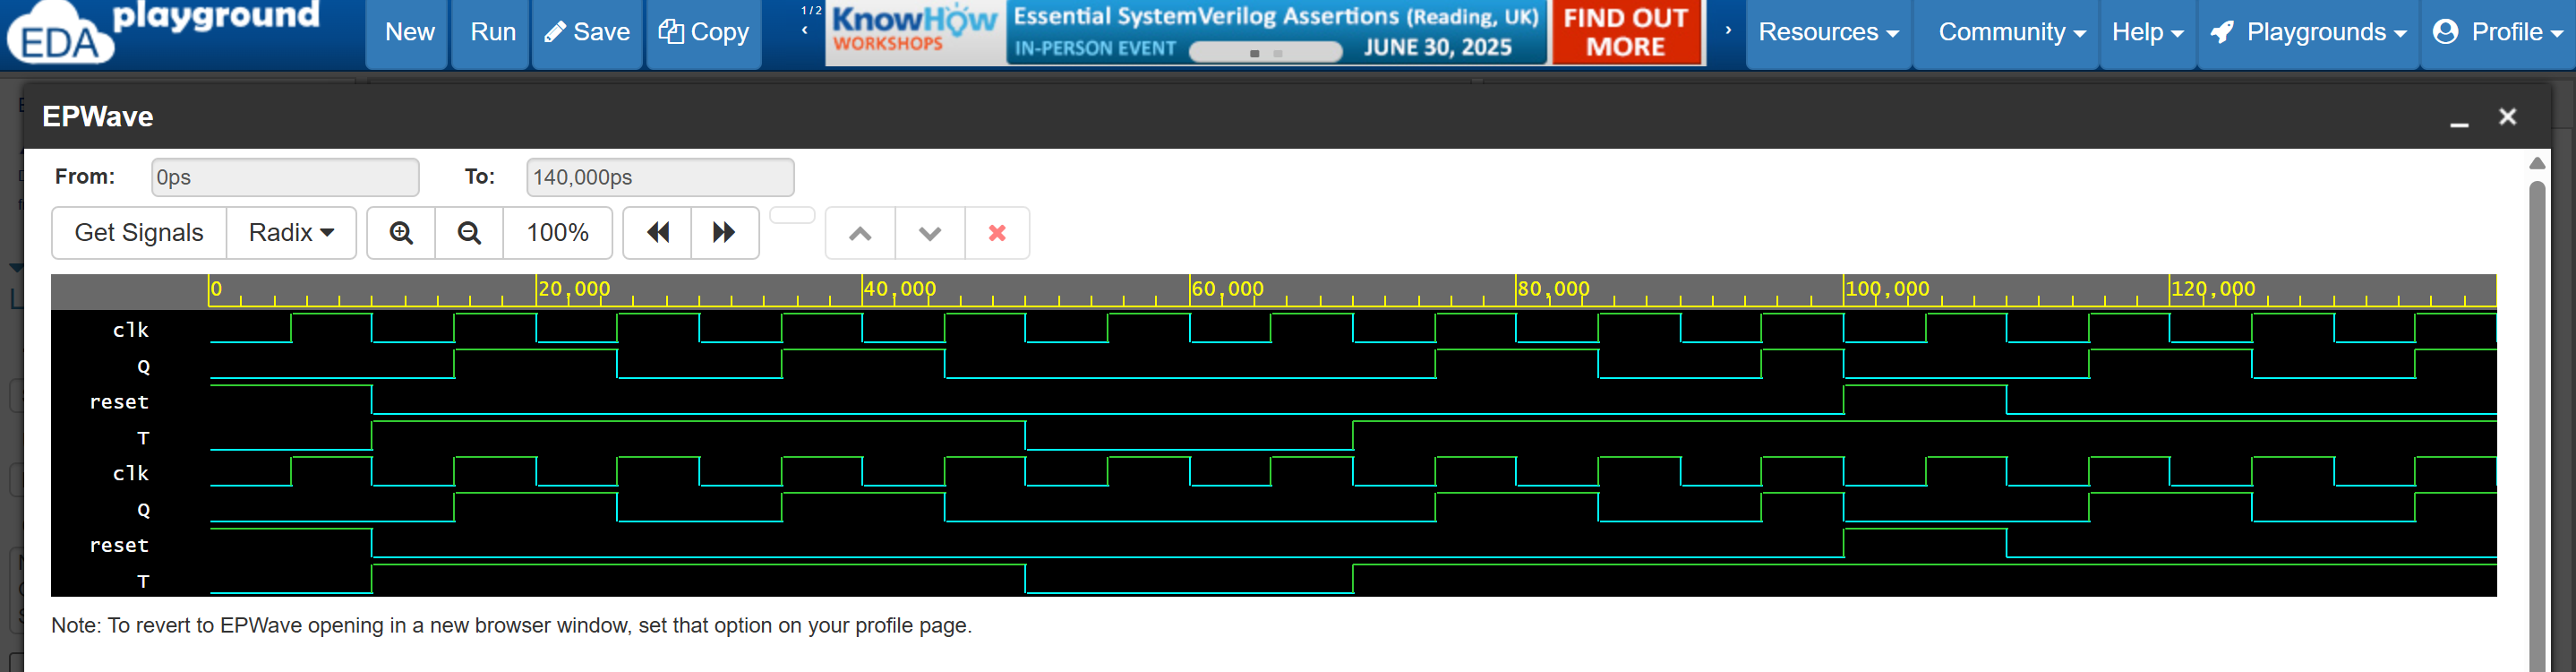 EDA playground
New
Run
Save
Copy
1 / 2
KnowHow
WORKSHOPS
Essential SystemVerilog Assertions (Reading, UK)
IN-PERSON EVENT
JUNE 30, 2025
FIND OUT
MORE
Resources
Community
Help
Playgrounds
Profile
EPWave
From:
0ps
To:
140,000ps
Get Signals
Radix
100%
0
20,000
40,000
60,000
80,000
100,000
120,000
clk
Q
reset
T
clk
Q
reset
T
Note: To revert to EPWave opening in a new browser window, set that option on your profile page.